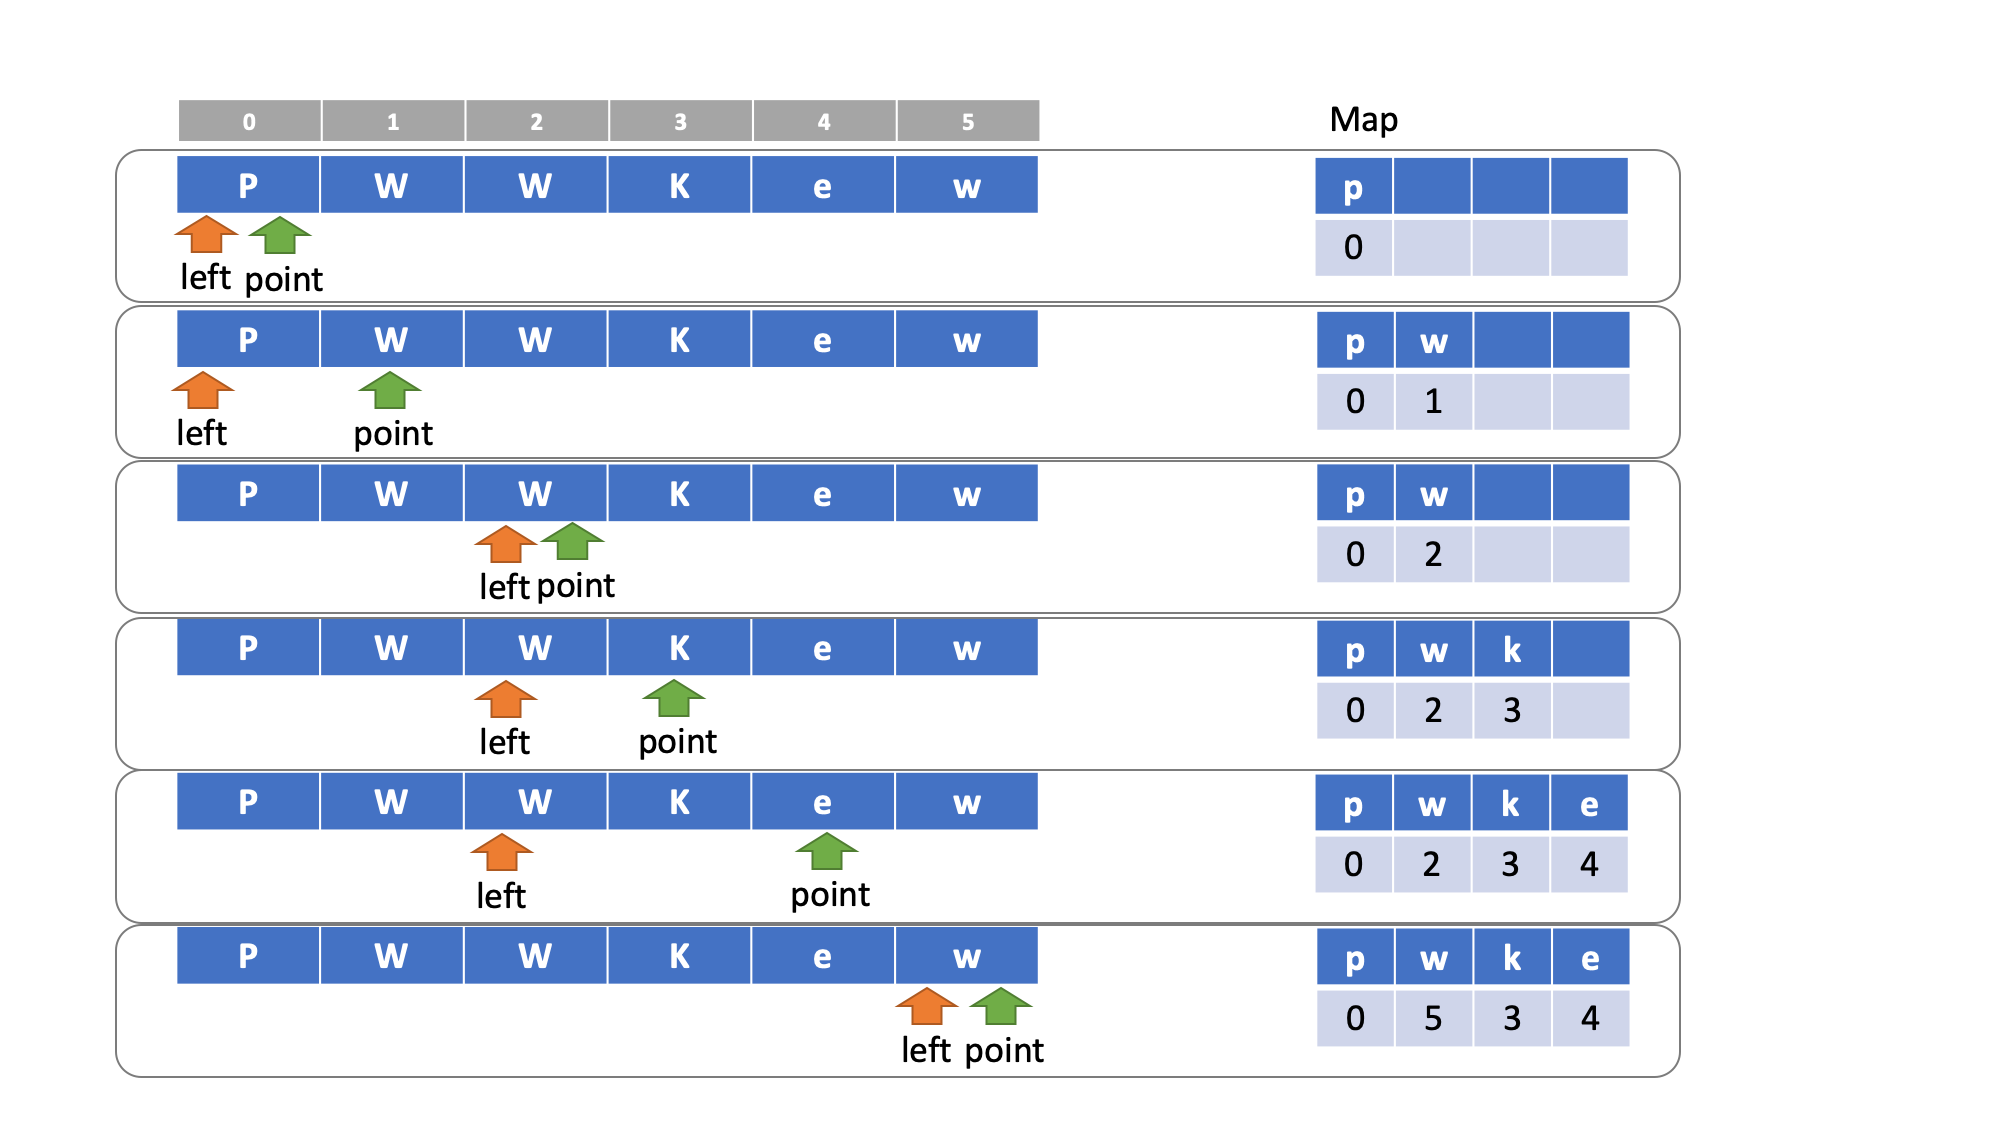 0 1 2 3 4 5 Map
P W W K e w p
0
left point
P W W K e w p w
0 1
left point
P W W K e w p w
0 2
left point
P W W K e w p w k
0 2 3
left point
P W W K e w p w k e
0 2 3 4
left point
P W W K e w p w k e
0 5 3 4
left point